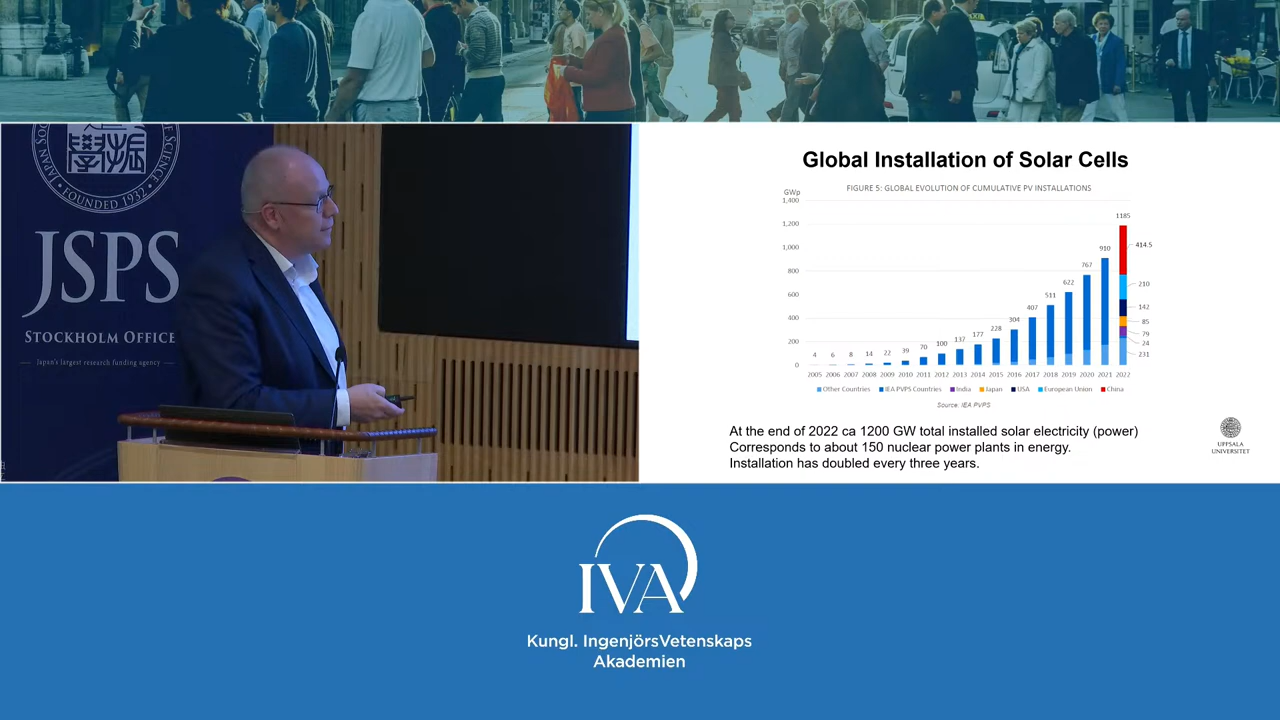 學振
FOUNDED 1932
JSPS
STOCKHOLM OFFICE
Japan's largest research funding agency
Global Installation of Solar Cells
FIGURE 5: GLOBAL EVOLUTION OF CUMULATIVE PV INSTALLATIONS
GWp
1,400
1,200
1,000
800
600
400
200
0
4 6 8 14 22 39 70 100 137 177 228 304 407 511 622 767 910 1185
414.5
210
142
85
79
24
231
2005 2006 2007 2008 2009 2010 2011 2012 2013 2014 2015 2016 2017 2018 2019 2020 2021 2022
Other Countries IEA PVPS Countries India Japan USA European Union China
Source: IEA PVPS
At the end of 2022 ca 1200 GW total installed solar electricity (power)
Corresponds to about 150 nuclear power plants in energy.
Installation has doubled every three years.
UPPSALA
UNIVERSITET
IVA
Kungl. IngenjörsVetenskaps
Akademien